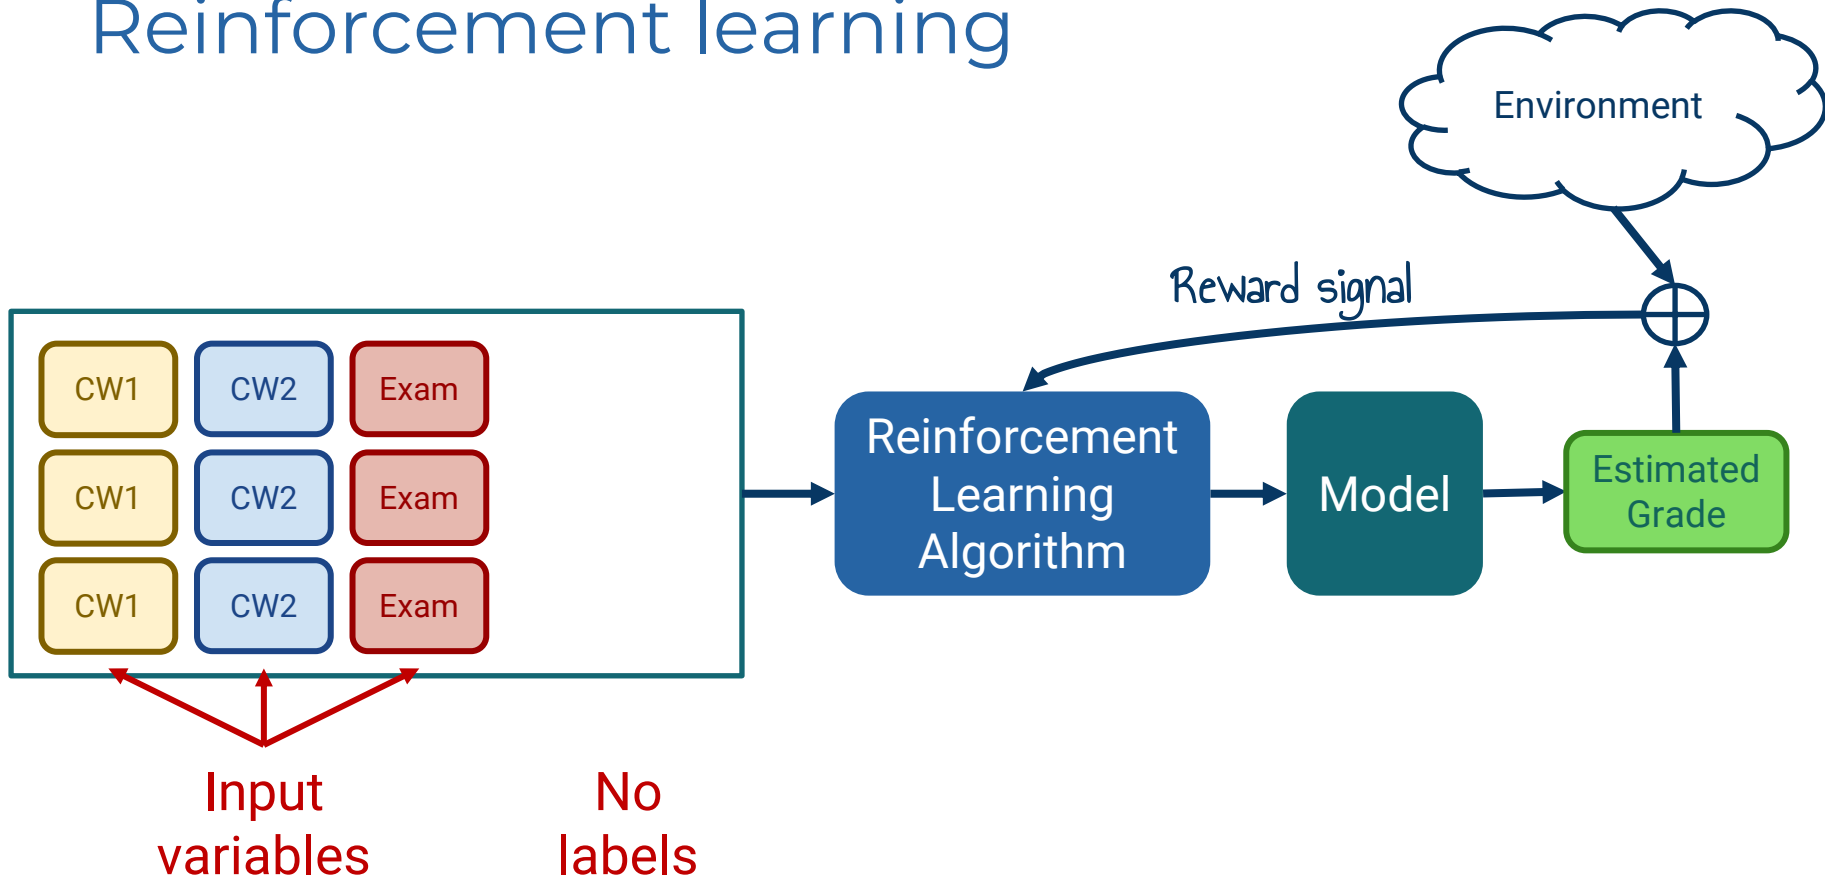 Reinforcement learning
Environment
Reward signal
CW1 CW2 Exam
CW1 CW2 Exam
CW1 CW2 Exam
Reinforcement
Learning
Algorithm
Model
Estimated
Grade
Input
variables
No
labels